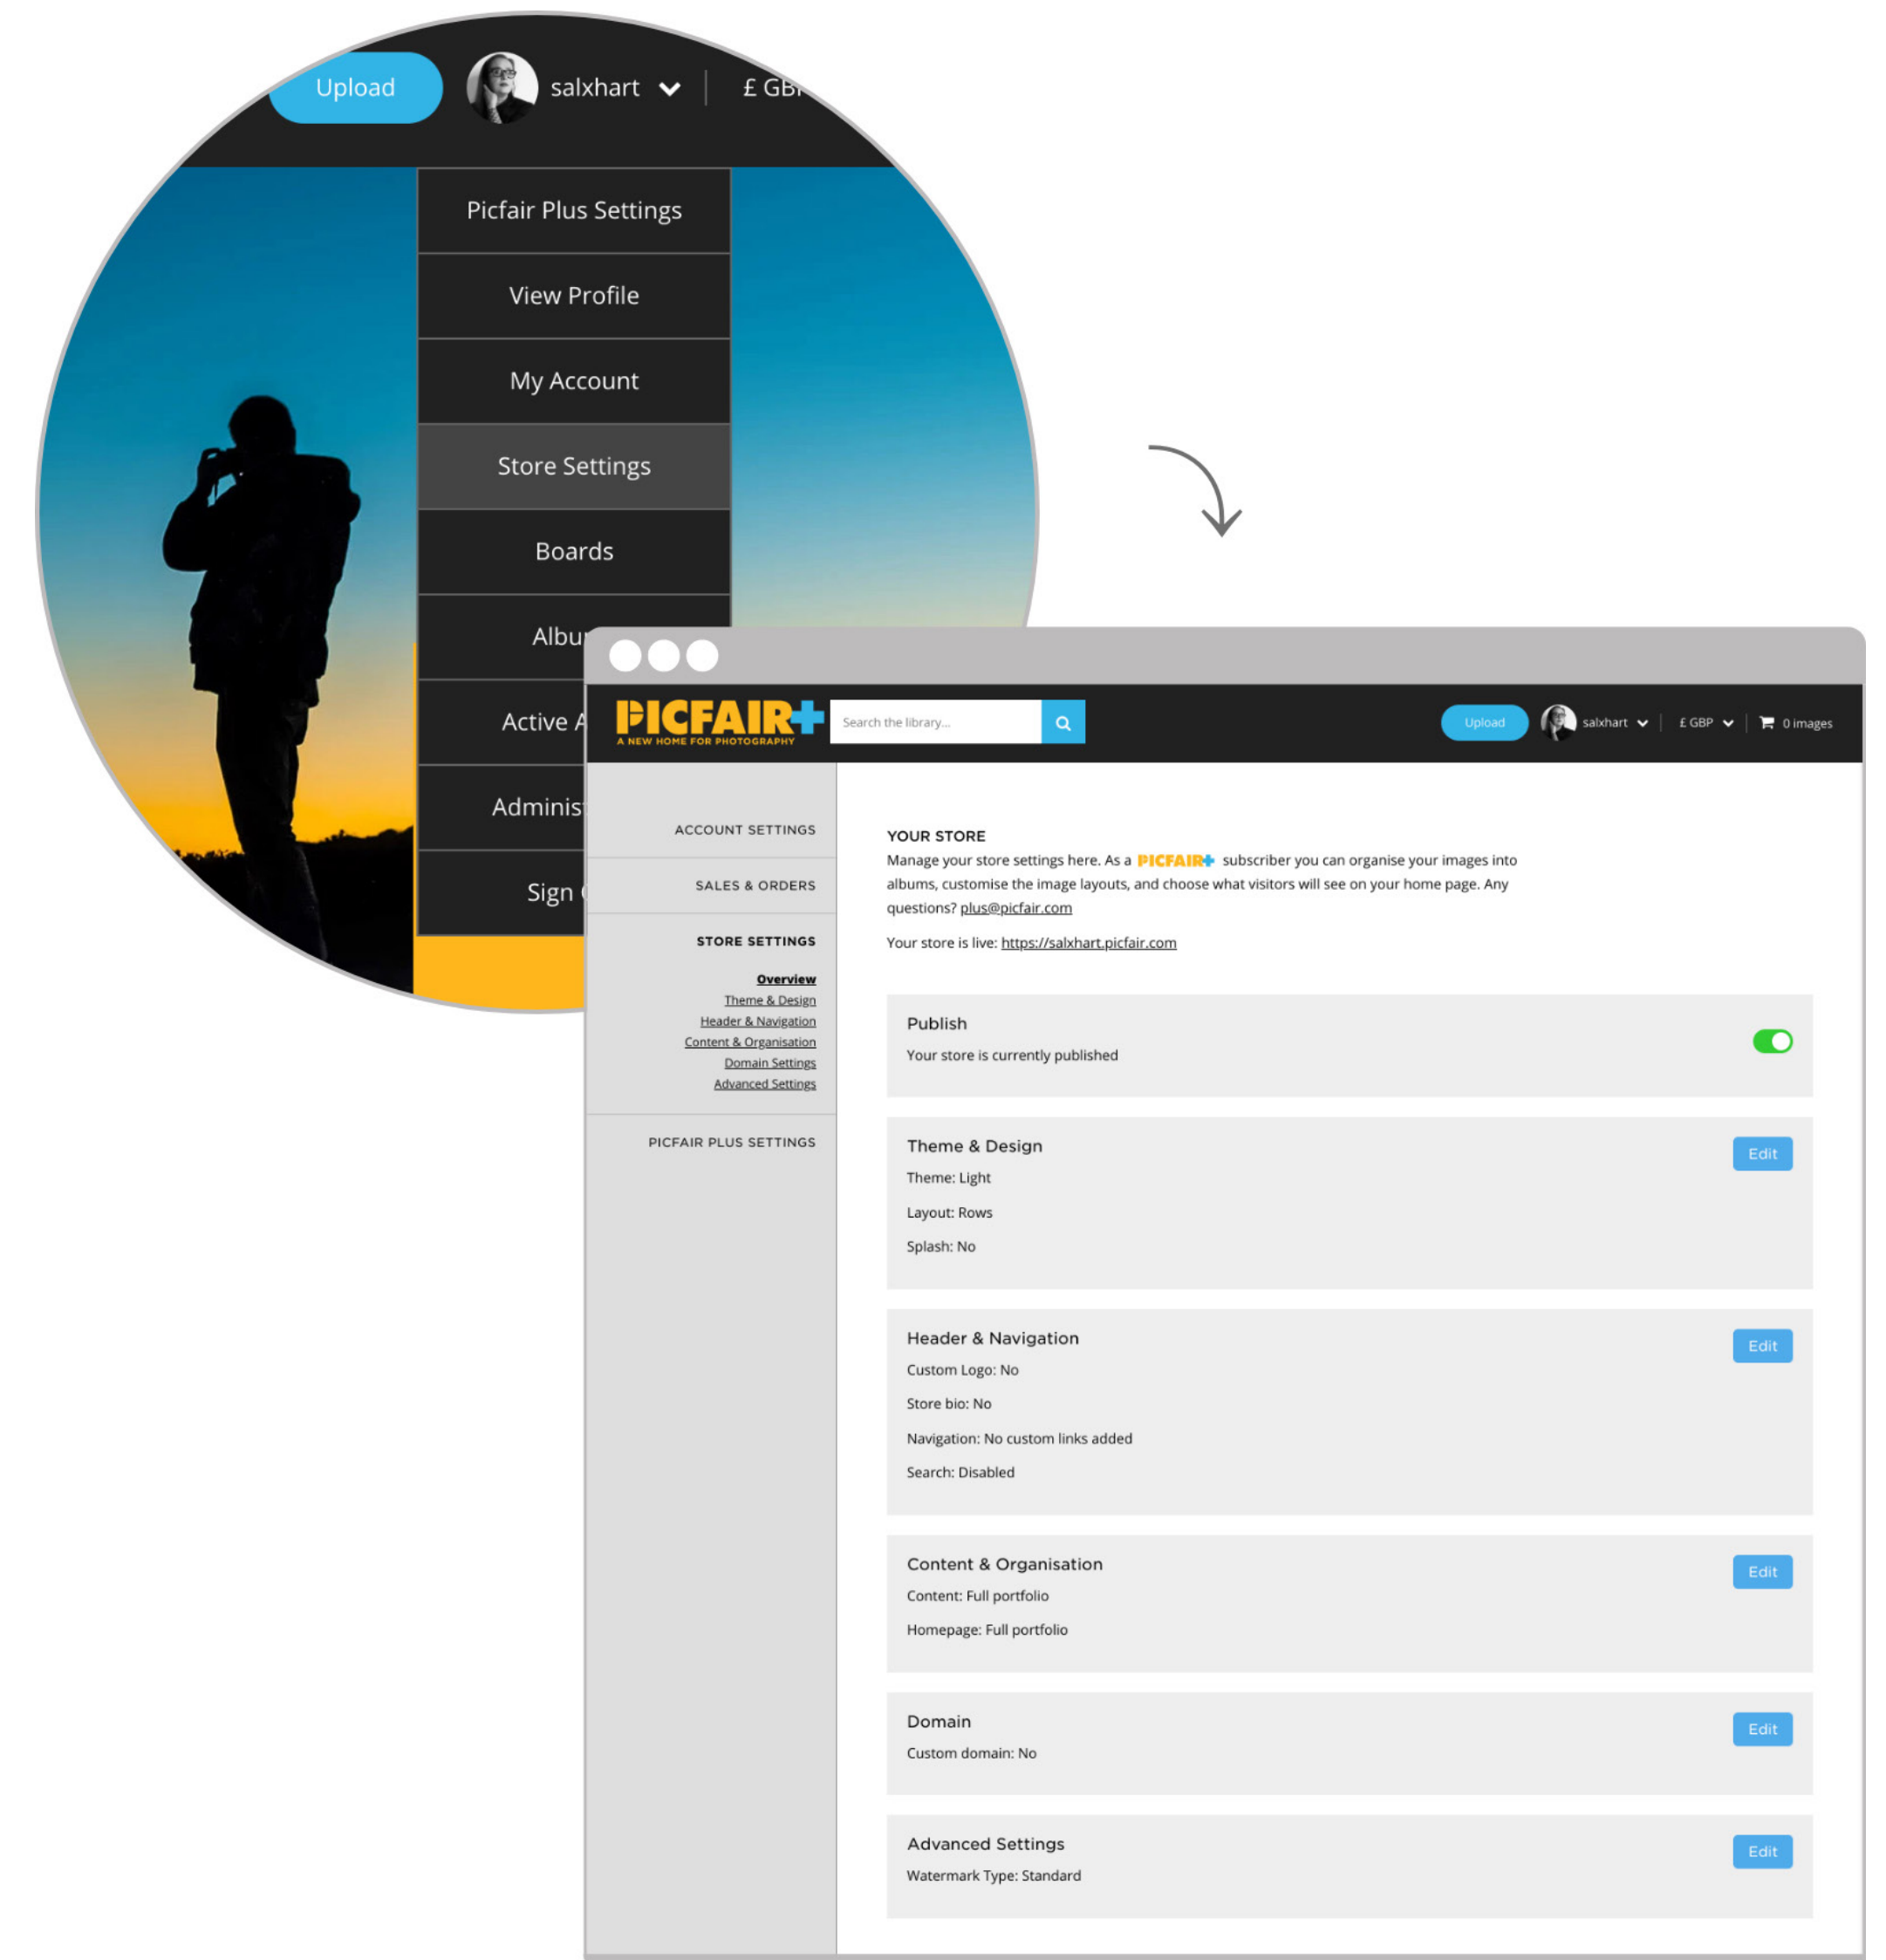 Upload
salxhart
£ GBP
Picfair Plus Settings
View Profile
My Account
Store Settings
Boards
Active
Sign
PICFAIR+
A NEW HOME FOR PHOTOGRAPHY
Search the library...
Upload
salxhart
£ GBP
0 images
ACCOUNT SETTINGS
SALES & ORDERS
STORE SETTINGS
Overview
Theme & Design
Header & Navigation
Content & Organisation
Domain Settings
Advanced Settings
PICFAIR PLUS SETTINGS
YOUR STORE
Manage your store settings here. As a PICFAIR+ subscriber you can organise your images into
albums, customise the image layouts, and choose what visitors will see on your home page. Any
questions? plus@picfair.com
Your store is live: https://salxhart.picfair.com
Publish
Your store is currently published
Theme & Design
Edit
Theme: Light
Layout: Rows
Splash: No
Header & Navigation
Edit
Custom Logo: No
Store bio: No
Navigation: No custom links added
Search: Disabled
Content & Organisation
Edit
Content: Full portfolio
Homepage: Full portfolio
Domain
Edit
Custom domain: No
Advanced Settings
Edit
Watermark Type: Standard